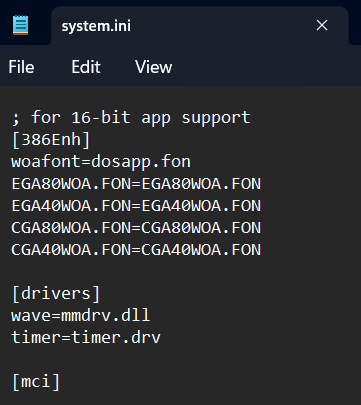 system.ini
File Edit View
; for 16-bit app support
[386Enh]
woafont=dosapp.fon
EGA80WOA.FON=EGA80WOA.FON
EGA40WOA.FON=EGA40WOA.FON
CGA80WOA.FON=CGA80WOA.FON
CGA40WOA.FON=CGA40WOA.FON

[drivers]
wave=mmdrv.dll
timer=timer.drv

[mci]